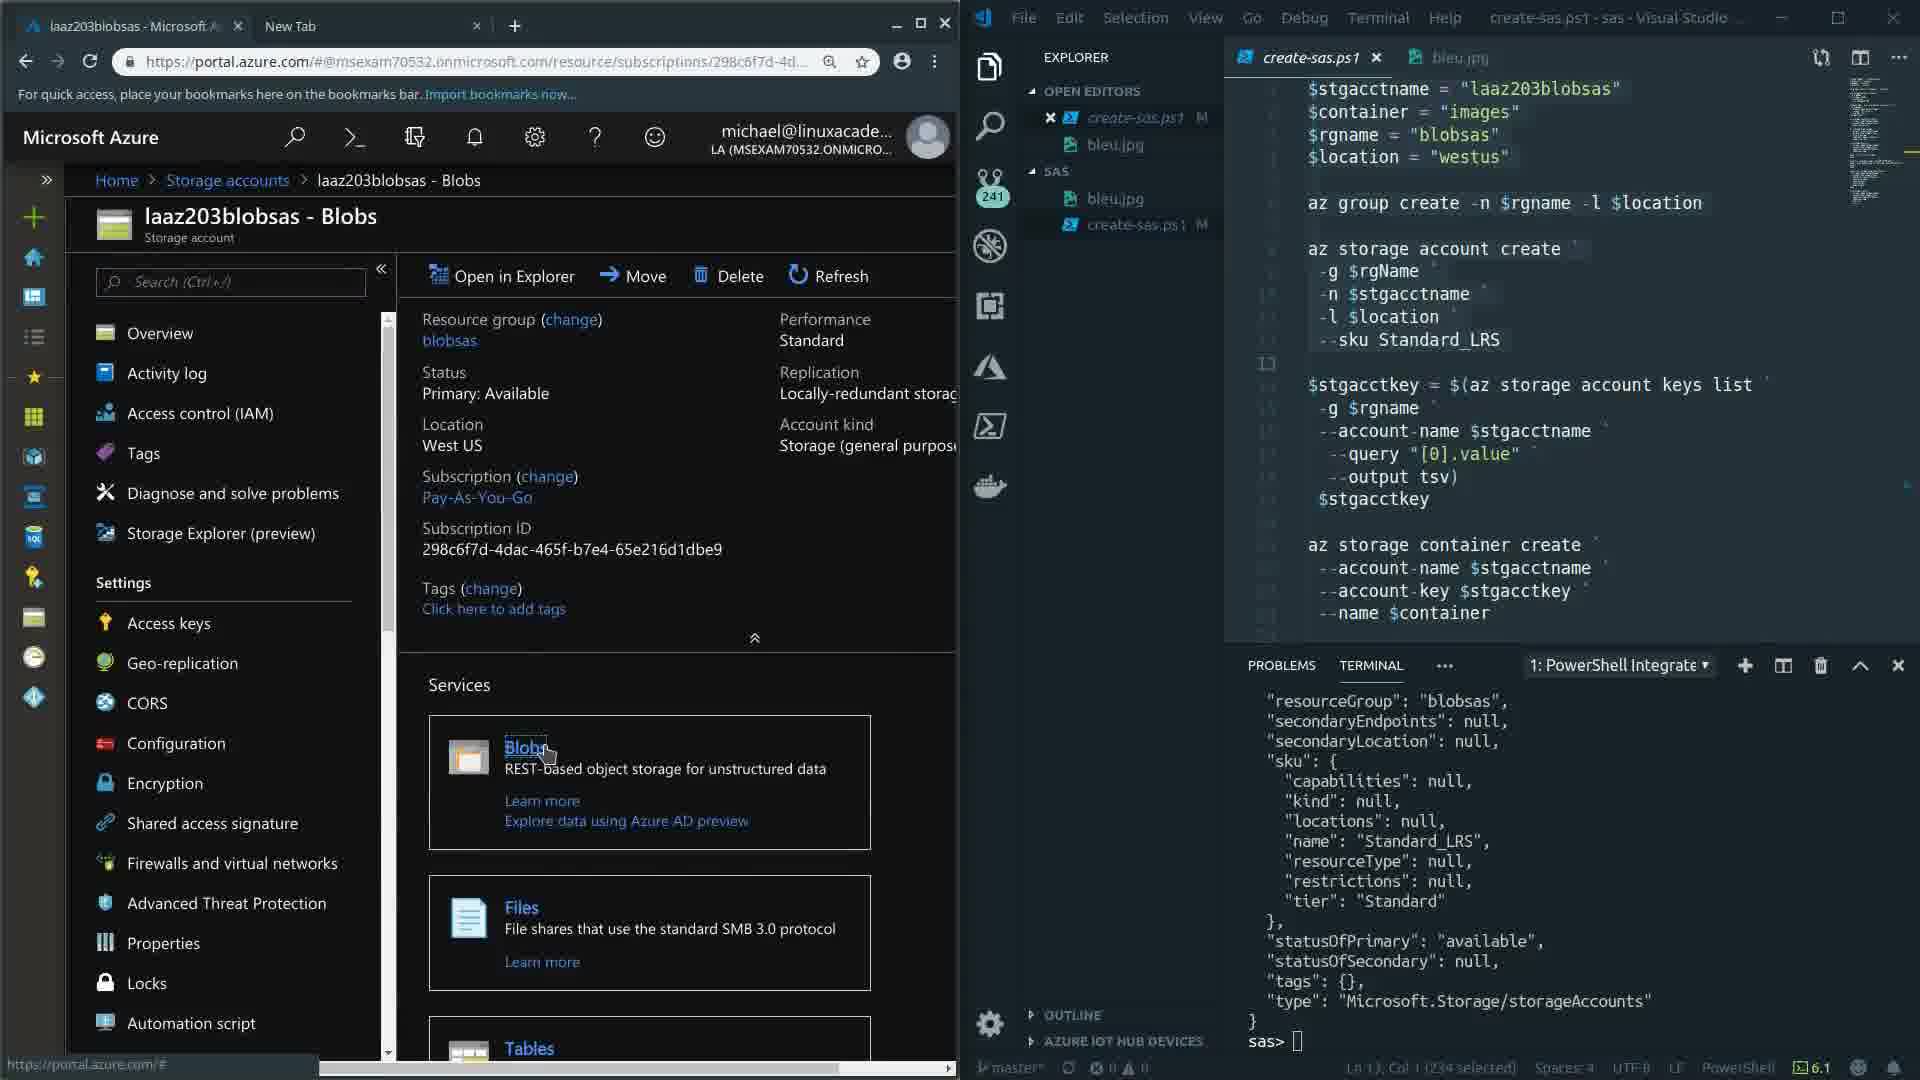 laaz203blobsas - Microsoft A
New Tab
https://portal.azure.com/#@msexam70532.onmicrosoft.com/resource/subscriptions/298c6f7d-4d...
For quick access, place your bookmarks here on the bookmarks bar. Import bookmarks now...
Microsoft Azure
michael@linuxacade...
LA (MSEXAM70532.ONMICRO...
Home > Storage accounts > laaz203blobsas - Blobs
laaz203blobsas - Blobs
Storage account
Search (Ctrl+/)
Overview
Activity log
Access control (IAM)
Tags
Diagnose and solve problems
Storage Explorer (preview)
Settings
Access keys
Geo-replication
CORS
Configuration
Encryption
Shared access signature
Firewalls and virtual networks
Advanced Threat Protection
Properties
Locks
Automation script
https://portal.azure.com/#
Open in Explorer
Move
Delete
Refresh
Resource group (change)
blobsas
Status
Primary: Available
Location
West US
Subscription (change)
Pay-As-You-Go
Subscription ID
298c6f7d-4dac-465f-b7e4-65e216d1dbe9
Tags (change)
Click here to add tags
Performance
Standard
Replication
Locally-redundant storag
Account kind
Storage (general purpose
Services
Blobs
REST-based object storage for unstructured data
Learn more
Explore data using Azure AD preview
Files
File shares that use the standard SMB 3.0 protocol
Learn more
Tables
File Edit Selection View Go Debug Terminal Help
create-sas.ps1 - sas - Visual Studio ...
EXPLORER
OPEN EDITORS
create-sas.ps1 M
bleu.jpg
SAS
bleu.jpg
create-sas.ps1 M
241
SQL
OUTLINE
AZURE IOT HUB DEVICES
create-sas.ps1
bleu.jpg
$stgacctname = "laaz203blobsas"
$container = "images"
$rgname = "blobsas"
$location = "westus"
az group create -n $rgname -l $location
az storage account create `
-g $rgName `
-n $stgacctname `
-l $location `
--sku Standard_LRS
$stgacctkey = $(az storage account keys list `
-g $rgname `
--account-name $stgacctname `
--query "[0].value" `
--output tsv)
$stgacctkey
az storage container create `
--account-name $stgacctname `
--account-key $stgacctkey `
--name $container
PROBLEMS TERMINAL ...
1: PowerShell Integrate
"resourceGroup": "blobsas",
"secondaryEndpoints": null,
"secondaryLocation": null,
"sku": {
"capabilities": null,
"kind": null,
"locations": null,
"name": "Standard_LRS",
"resourceType": null,
"restrictions": null,
"tier": "Standard"
},
"statusOfPrimary": "available",
"statusOfSecondary": null,
"tags": {},
"type": "Microsoft.Storage/storageAccounts"
}
sas>
master*
0 0
Ln 13, Col 1 (234 selected)
Spaces: 4
UTF-8
LF
PowerShell
6.1